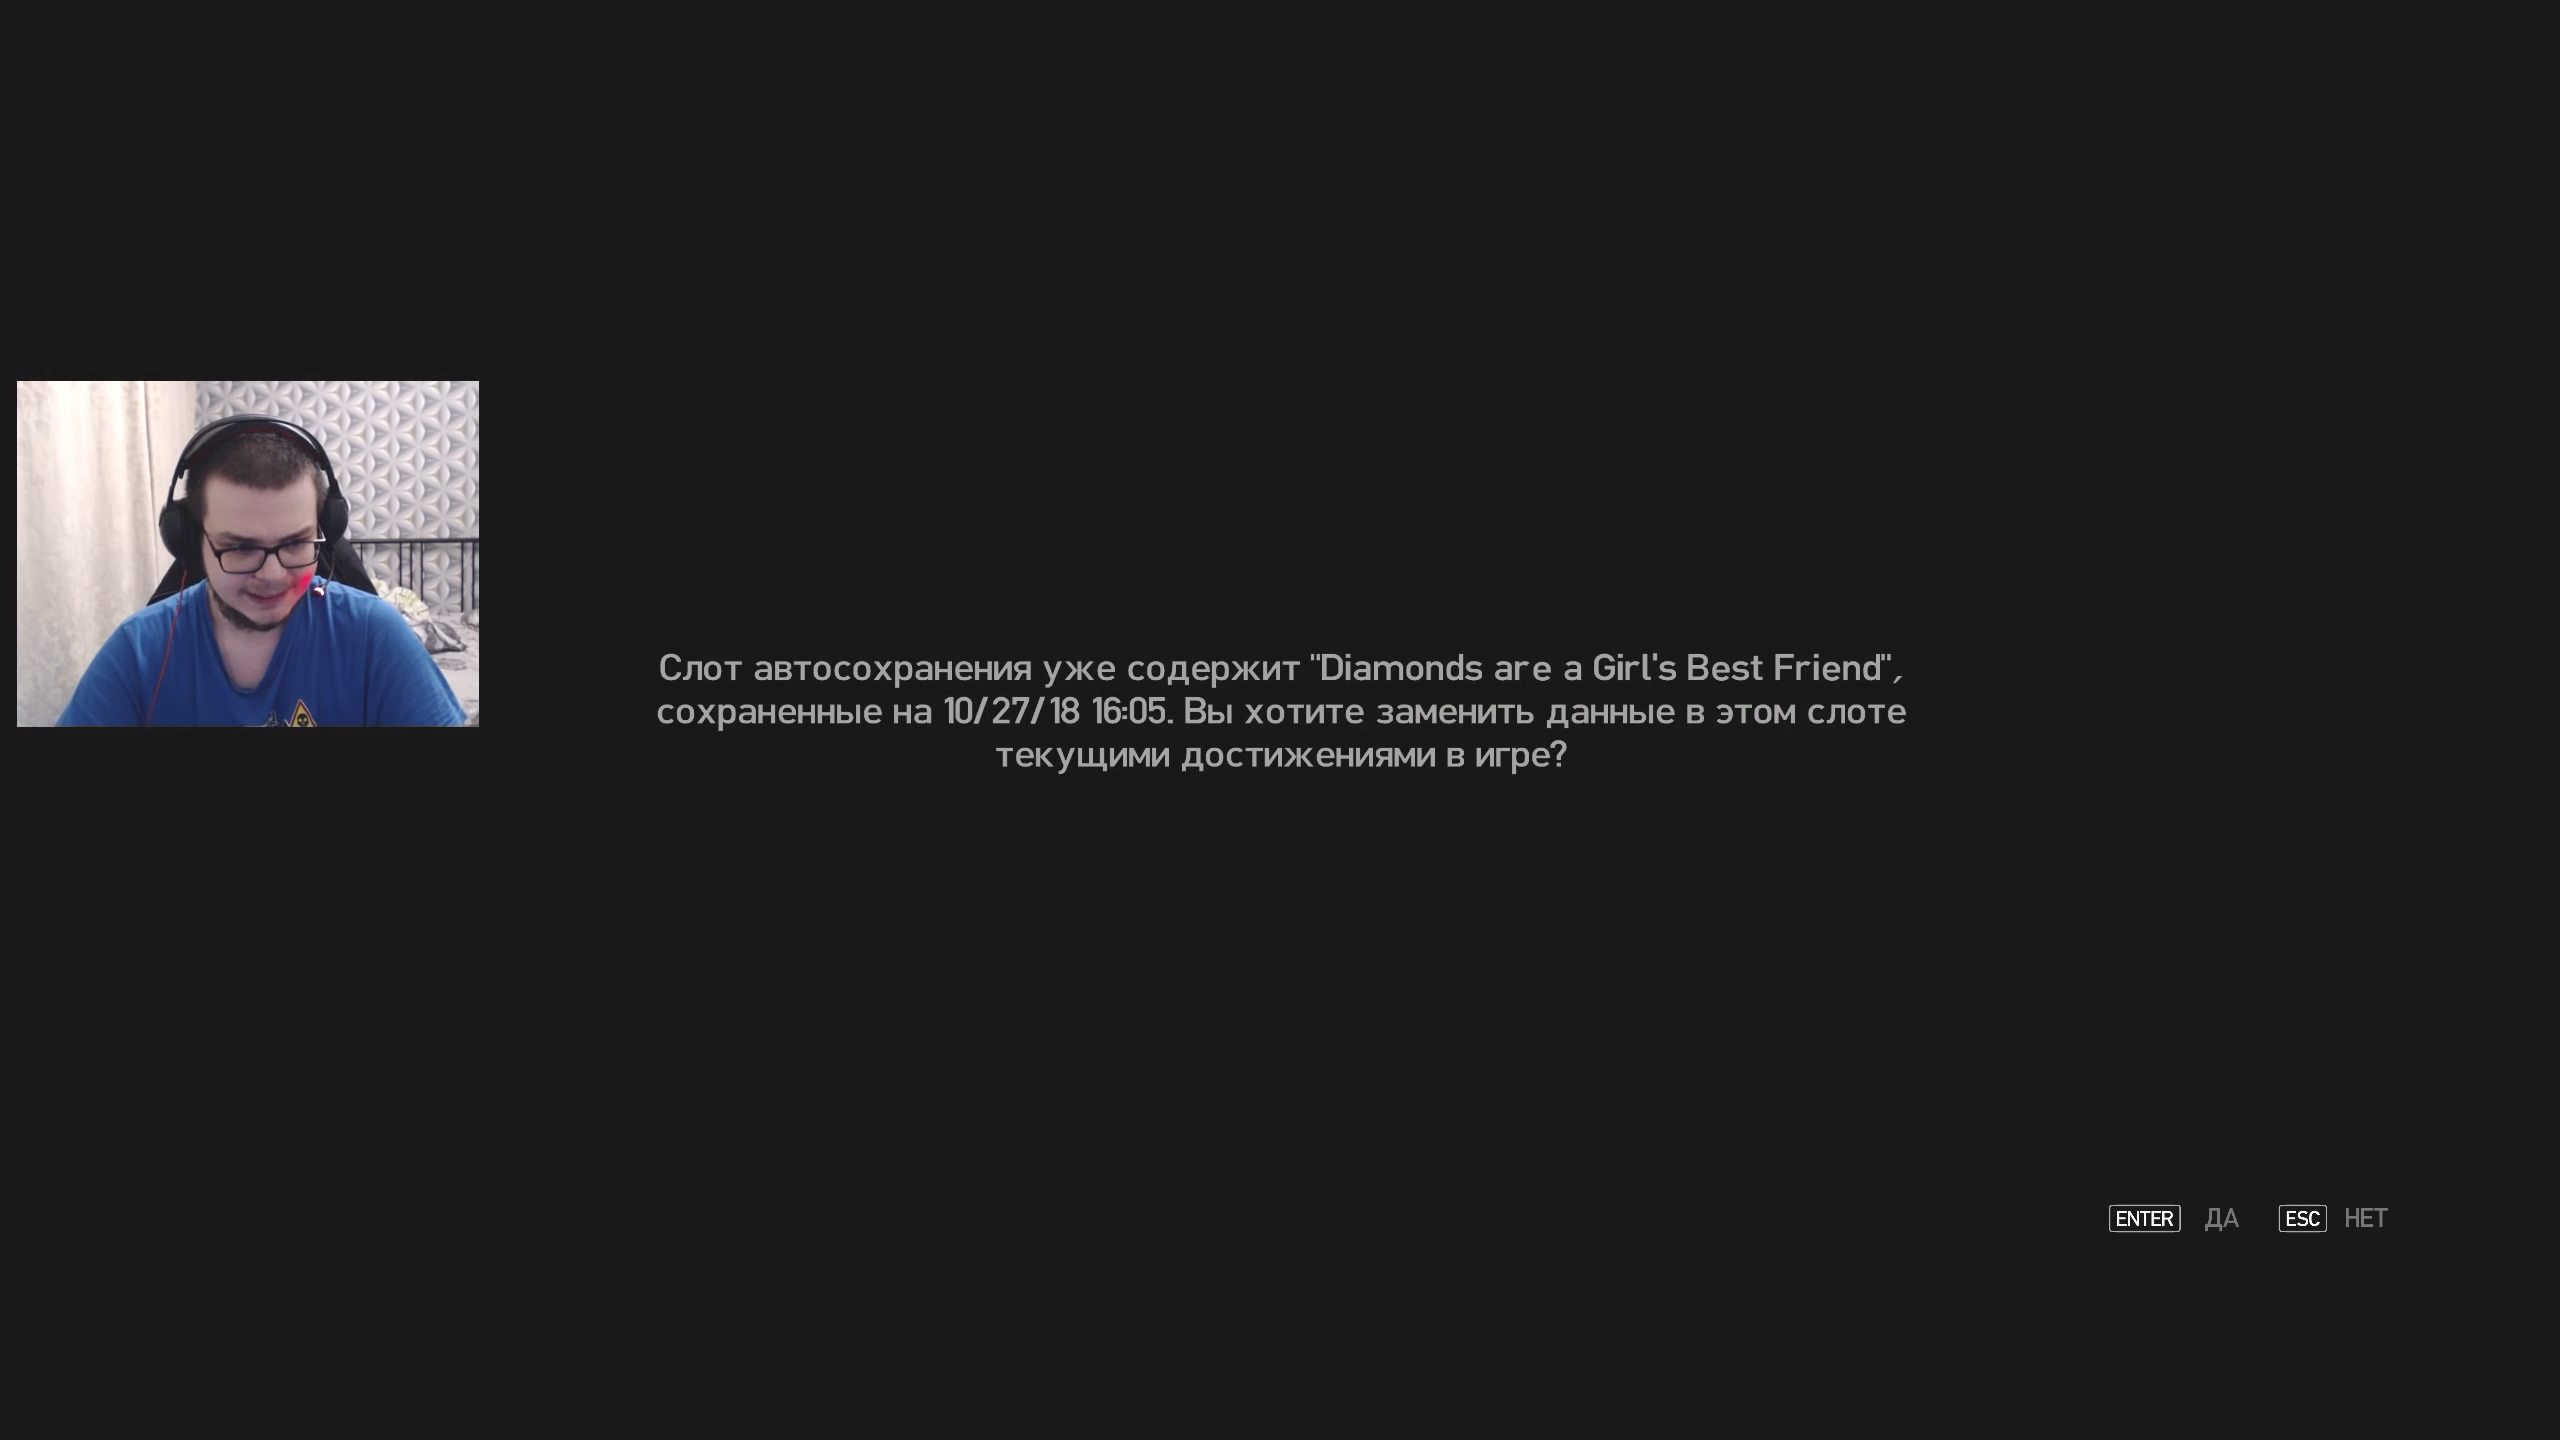 Слот автосохранения уже содержит "Diamonds are a Girl's Best Friend",
сохраненные на 10/27/18 16:05. Вы хотите заменить данные в этом слоте
текущими достижениями в игре?
ENTER ДА ESC НЕТ